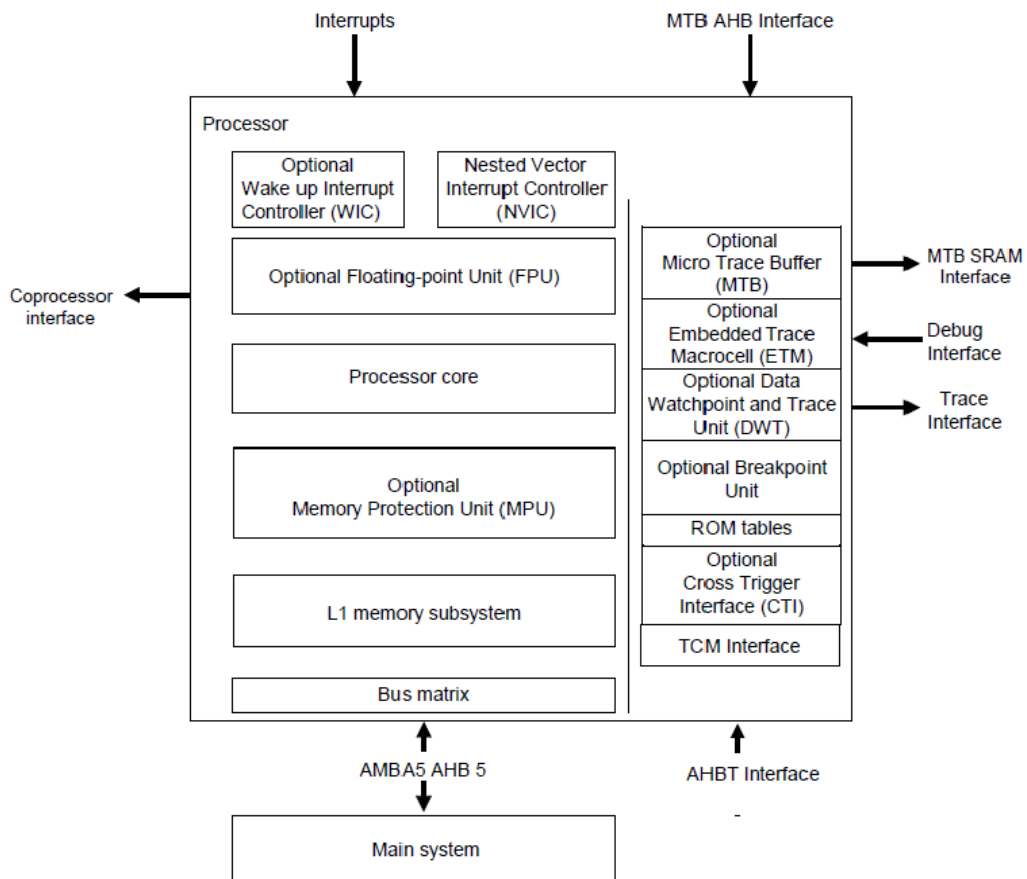 Interrupts
MTB AHB Interface
Processor
Optional
Wake up Interrupt
Controller (WIC)
Nested Vector
Interrupt Controller
(NVIC)
Optional Floating-point Unit (FPU)
Coprocessor
interface
Processor core
Optional
Memory Protection Unit (MPU)
L1 memory subsystem
Bus matrix
Optional
Micro Trace Buffer
(MTB)
MTB SRAM
Interface
Optional
Embedded Trace
Macrocell (ETM)
Debug
Interface
Optional Data
Watchpoint and Trace
Unit (DWT)
Trace
Interface
Optional Breakpoint
Unit
ROM tables
Optional
Cross Trigger
Interface (CTI)
TCM Interface
AMBA5 AHB 5
AHBT Interface
Main system